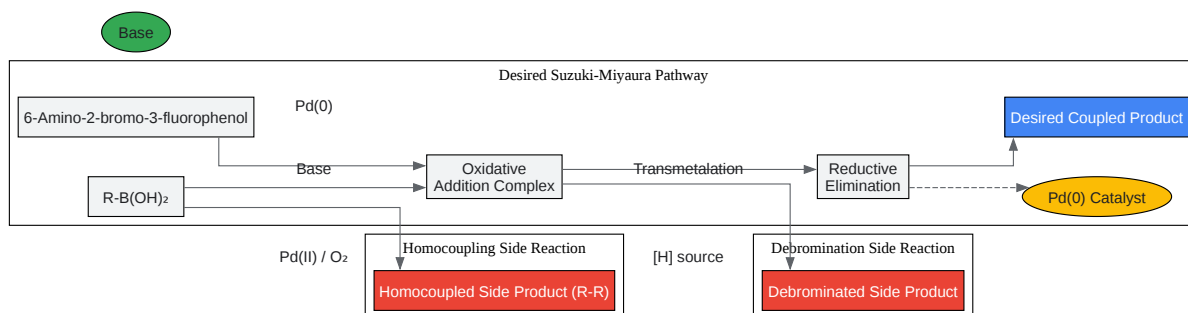 Base
Desired Suzuki-Miyaura Pathway
6-Amino-2-bromo-3-fluorophenol
Pd(0)
Desired Coupled Product
Base
Oxidative
Addition Complex
Transmetalation
Reductive
Elimination
R-B(OH)₂
Pd(0) Catalyst
Pd(II) / O₂
Homocoupling Side Reaction
[H] source
Debromination Side Reaction
Homocoupled Side Product (R-R)
Debrominated Side Product